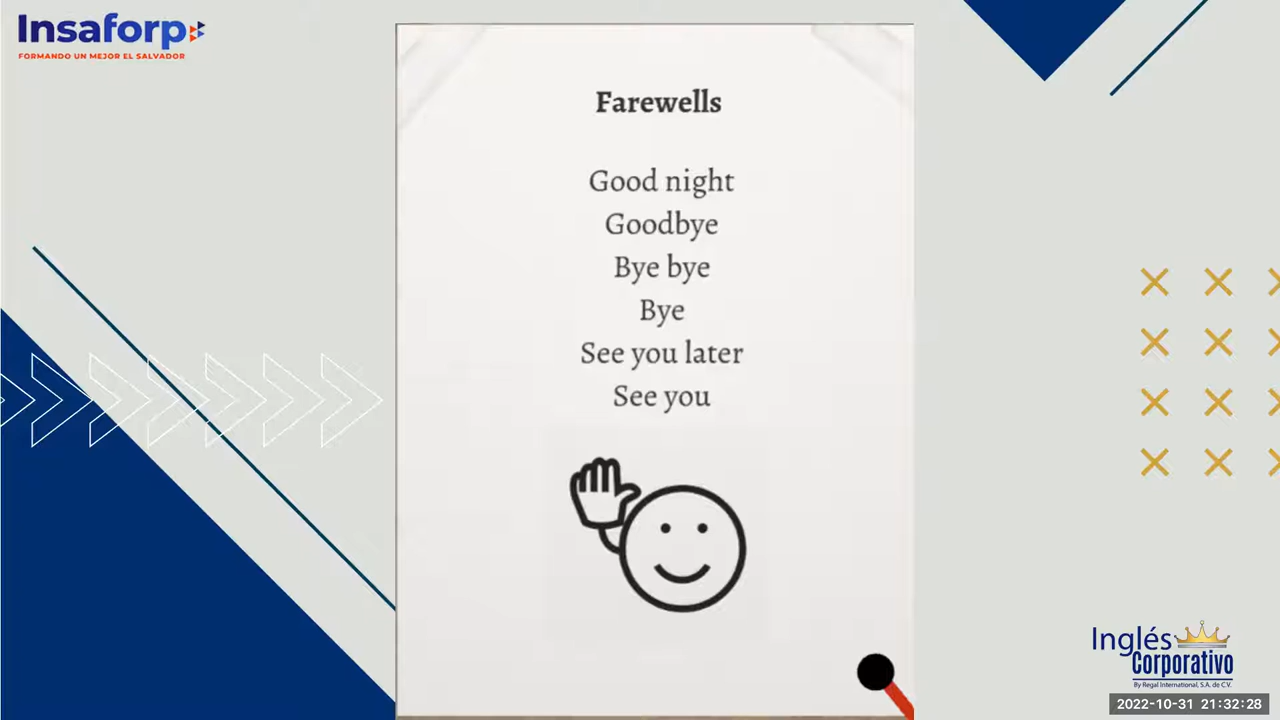 Insaforp
FORMANDO UN MEJOR EL SALVADOR
Farewells
Good night
Goodbye
Bye bye
Bye
See you later
See you
Inglés
Corporativo
By Regal International, S.A. de C.V.
2022-10-31 21:32:28